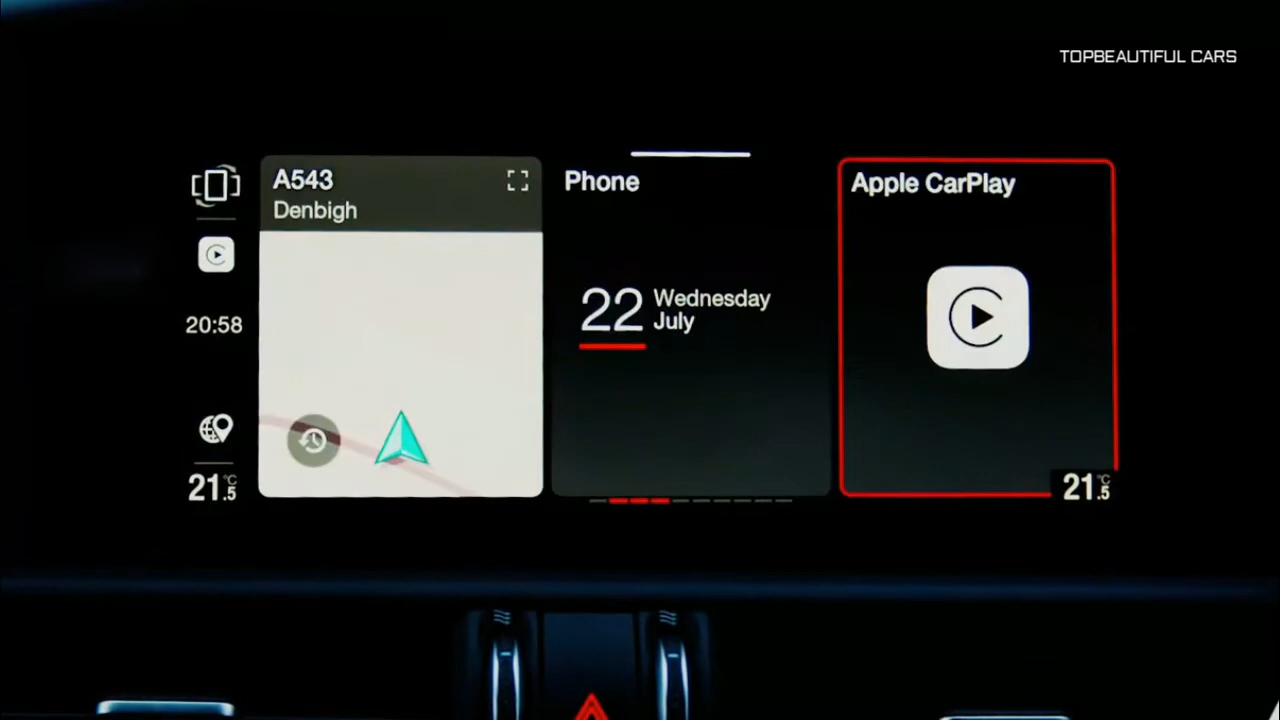 TOPBEAUTIFUL CARS
A543
Denbigh
Phone
Apple CarPlay
20:58
22
Wednesday
July
21.5°C
21.5°C